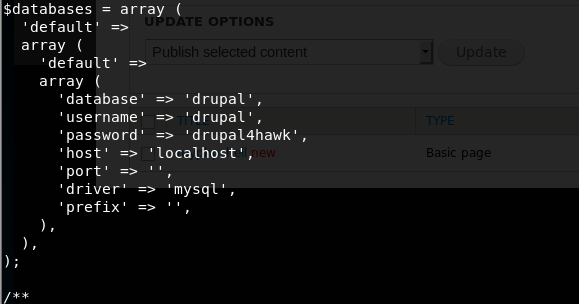 $databases = array (
  'default' =>
  array (
    'default' =>
    array (
      'database' => 'drupal',
      'username' => 'drupal',
      'password' => 'drupal4hawk',
      'host' => 'localhost',
      'port' => '',
      'driver' => 'mysql',
      'prefix' => '',
    ),
  ),
);
/**
UPDATE OPTIONS
Publish selected content
Update
TYPE
new
Basic page